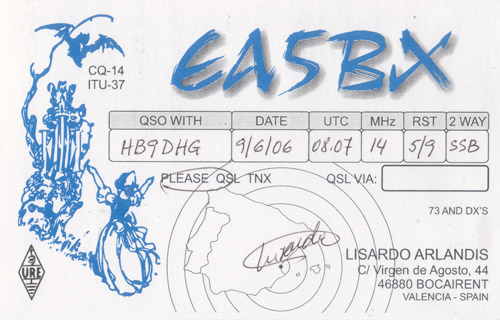 EA5BX
CQ-14
ITU-37
QSO WITH DATE UTC MHz RST 2 WAY
HB9DHG 9/6/06 08.07 14 5/9 SSB
PLEASE QSL TNX QSL VIA:
73 AND DX'S
LISARDO ARLANDIS
C/ Virgen de Agosto, 44
46880 BOCAIRENT
VALENCIA - SPAIN
URE